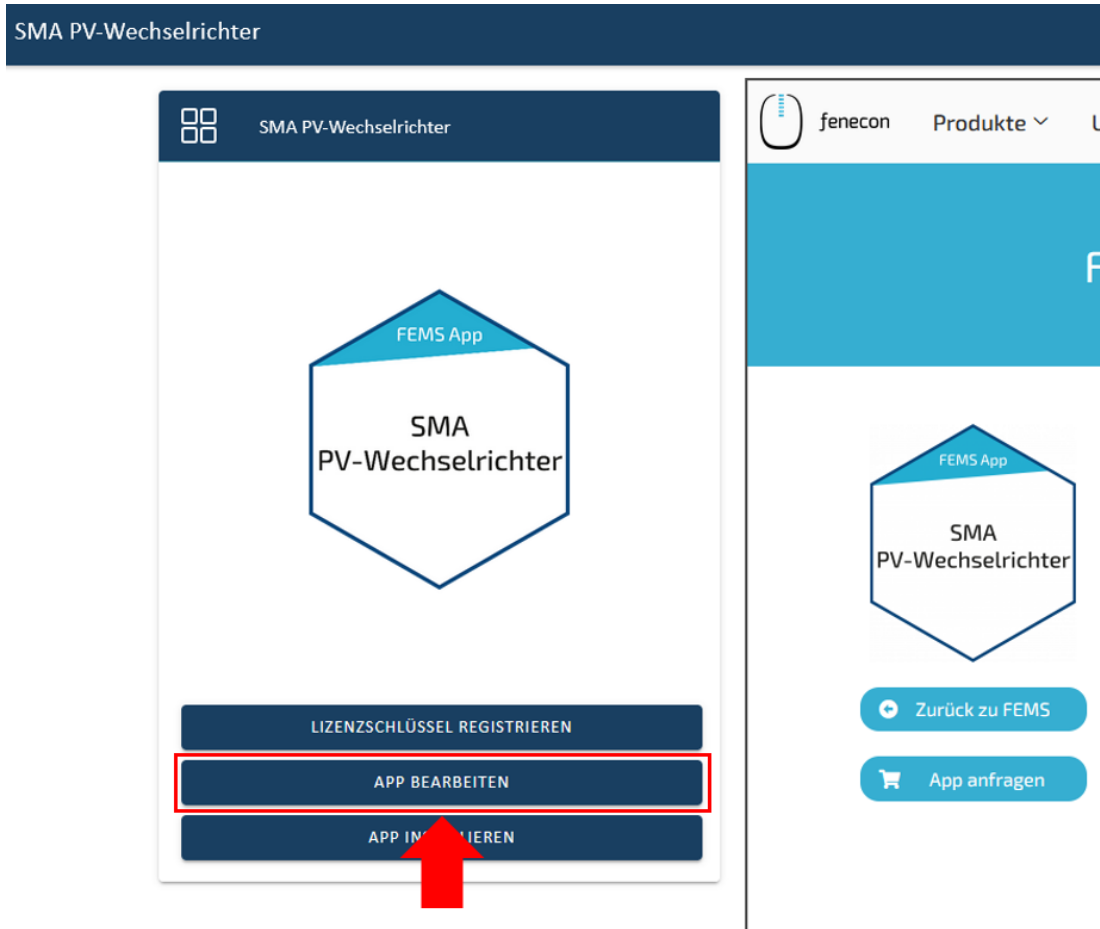 SMA PV-Wechselrichter
SMA PV-Wechselrichter
FEMS App
SMA
PV-Wechselrichter
LIZENZSCHLÜSSEL REGISTRIEREN
APP BEARBEITEN
APP
fenecon
Produkte
FEMS App
SMA
PV-Wechselrichter
Zurück zu FEMS
App anfragen